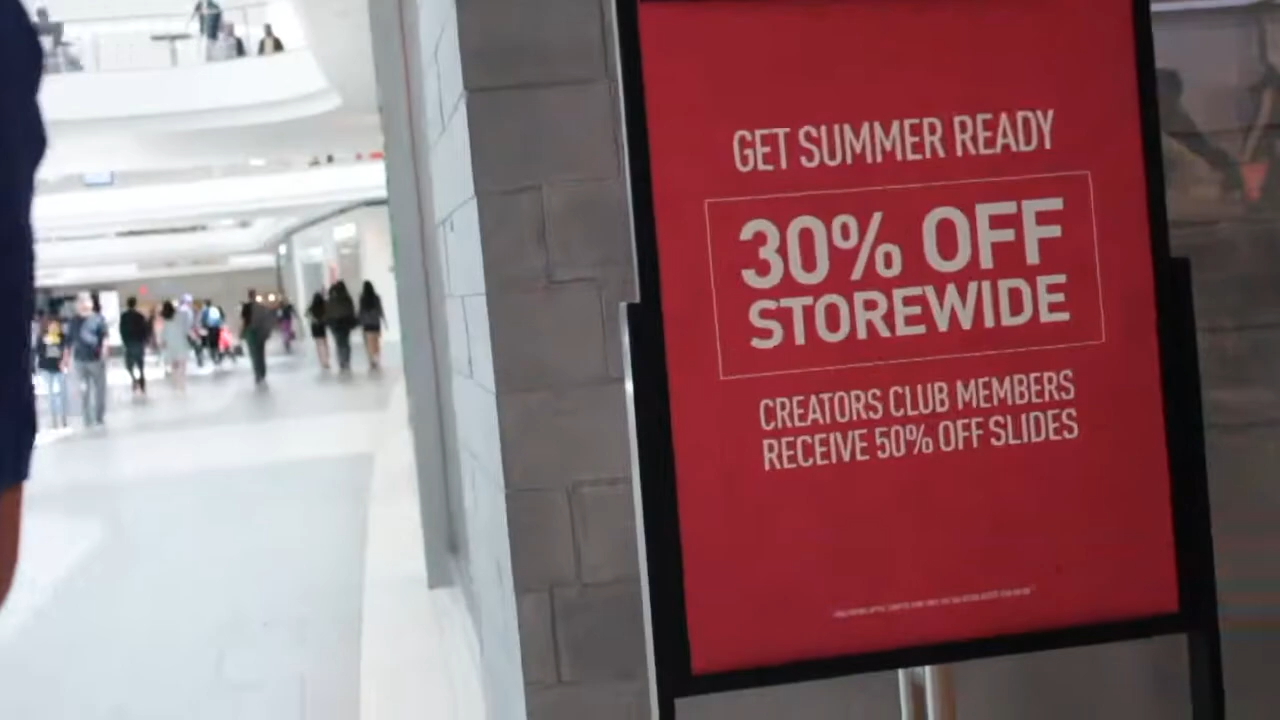 GET SUMMER READY
30% OFF
STOREWIDE
CREATORS CLUB MEMBERS
RECEIVE 50% OFF SLIDES